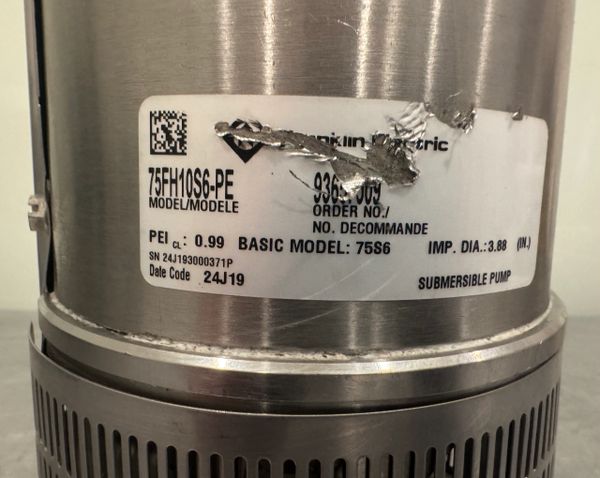 Electric
75FH10S6-PE
MODEL/MODELE
ORDER NO./
NO. DECOMMANDE
PEI CL: 0.99 BASIC MODEL: 75S6 IMP. DIA.:3.88 (IN.)
SN 24J193000371P
Date Code 24J19
SUBMERSIBLE PUMP